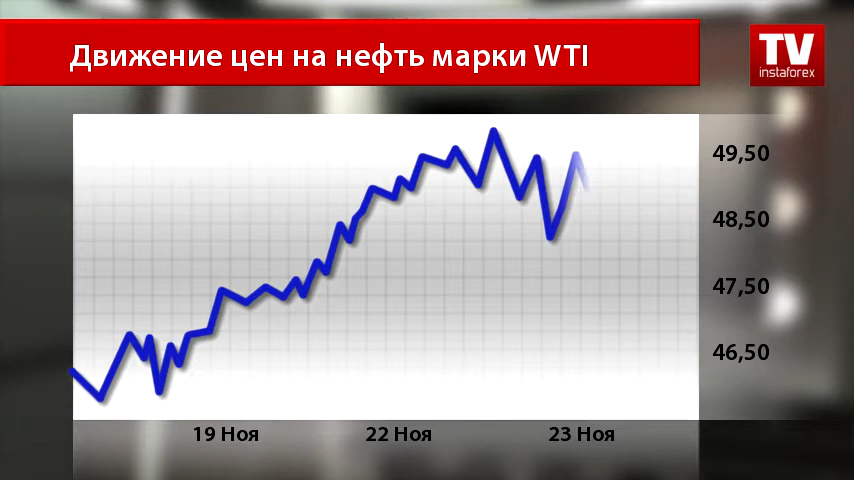 Движение цен на нефть марки WTI
TV
instaforex
49,50
48,50
47,50
46,50
19 Ноя
22 Ноя
23 Ноя